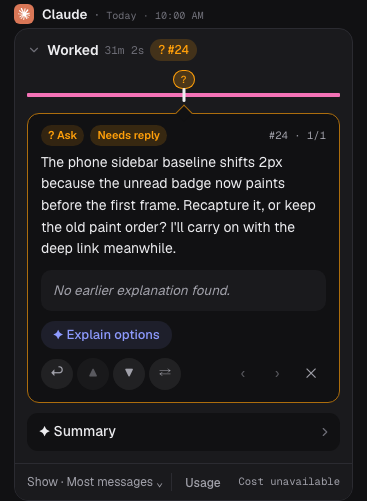 Claude · Today · 10:00 AM
Worked 31m 2s ? #24
?
? Ask Needs reply #24 · 1/1
The phone sidebar baseline shifts 2px
because the unread badge now paints
before the first frame. Recapture it, or keep
the old paint order? I'll carry on with the
deep link meanwhile.
No earlier explanation found.
Explain options
Summary
Show · Most messages Usage Cost unavailable